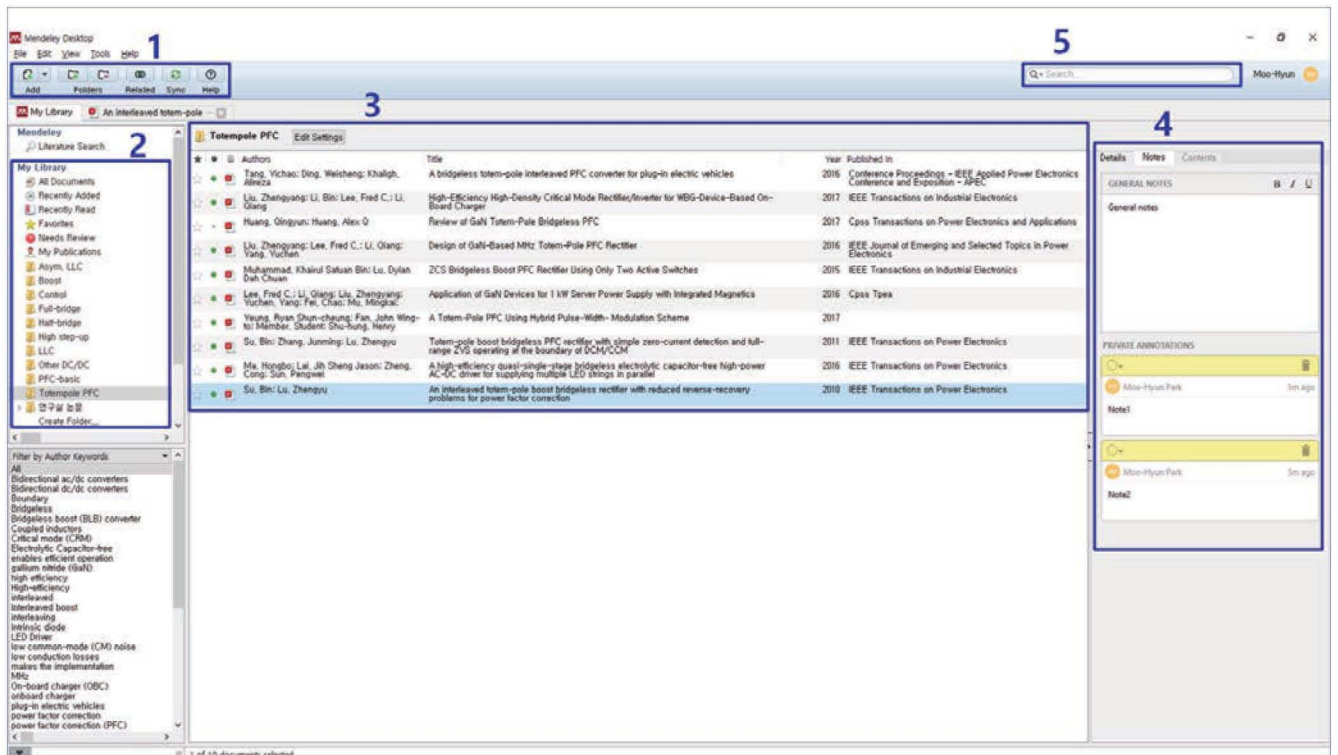 Mendeley Desktop
File Edit View Tools Help
1
5
Add Folders Related Sync Help
Search...
Moo-Hyun
My Library
An interleaved totem-pole ...
3
4
Mendeley
Literature Search
2
My Library
All Documents
Recently Added
Recently Read
Favorites
Needs Review
My Publications
Asym. LLC
Boost
Control
Full-bridge
Half-bridge
High step-up
LLC
Other DC/DC
PFC-basic
Totempole PFC
연구실 논문
Create Folder...
Filter by Author Keywords
All
Bidirectional ac/dc converters
Bidirectional dc/dc converters
Boundary
Bridgeless
Bridgeless boost (BLB) converter
Coupled inductors
Critical mode (CRM)
Electrolytic Capacitor-free
enables efficient operation
gallium nitride (GaN)
high efficiency
High-efficiency
interleaved
Interleaved boost
interleaving
Intrinsic diode
LED Driver
low common-mode (CM) noise
low conduction losses
makes the implementation
MHz
On-board charger (OBC)
onboard charger
plug-in electric vehicles
power factor correction
power factor correction (PFC)
Totempole PFC Edit Settings
Authors Title Year Published In
Tang, Yichao; Ding, Weisheng; Khaligh, A bridgeless totem-pole interleaved PFC converter for plug-in electric vehicles 2016 Conference Proceedings - IEEE Applied Power Electronics
Alireza Conference and Exposition - APEC
Liu, Zhengyang; Li, Bin; Lee, Fred C.; Li, High-Efficiency High-Density Critical Mode Rectifier/Inverter for WBG-Device-Based On- 2017 IEEE Transactions on Industrial Electronics
Qiang Board Charger
Huang, Qingyun; Huang, Alex Q Review of GaN Totem-Pole Bridgeless PFC 2017 Cpss Transactions on Power Electronics and Applications
Liu, Zhengyang; Lee, Fred C.; Li, Qiang; Design of GaN-Based MHz Totem-Pole PFC Rectifier 2016 IEEE Journal of Emerging and Selected Topics in Power
Yang, Yuchen Electronics
Muhammad, Khairul Safuan Bin; Lu, Dylan ZCS Bridgeless Boost PFC Rectifier Using Only Two Active Switches 2015 IEEE Transactions on Industrial Electronics
Dah Chuan
Lee, Fred C.; Li, Qiang; Liu, Zhengyang; Application of GaN Devices for 1 kW Server Power Supply with Integrated Magnetics 2016 Cpss Tpea
Yuchen, Yang; Fei, Chao; Mu, Mingkai;
Yeung, Ryan Shun-cheung; Fan, John Wing- A Totem-Pole PFC Using Hybrid Pulse-Width- Modulation Scheme 2017
to; Member, Student; Shu-hung, Henry
Su, Bin; Zhang, Junming; Lu, Zhengyu Totem-pole boost bridgeless PFC rectifier with simple zero-current detection and full- 2011 IEEE Transactions on Power Electronics
range ZVS operating at the boundary of DCM/CCM
Ma, Hongbo; Lai, Jih Sheng Jason; Zheng, A high-efficiency quasi-single-stage bridgeless electrolytic capacitor-free high-power 2016 IEEE Transactions on Power Electronics
Cong; Sun, Pengwei AC-DC driver for supplying multiple LED strings in parallel
Su, Bin; Lu, Zhengyu An interleaved totem-pole boost bridgeless rectifier with reduced reverse-recovery 2010 IEEE Transactions on Power Electronics
problems for power factor correction
Details Notes Contents
GENERAL NOTES B I U
General notes
PRIVATE ANNOTATIONS
Moo-Hyun Park 5m ago
Note1
Moo-Hyun Park 5m ago
Note2
1 of 10 documents selected